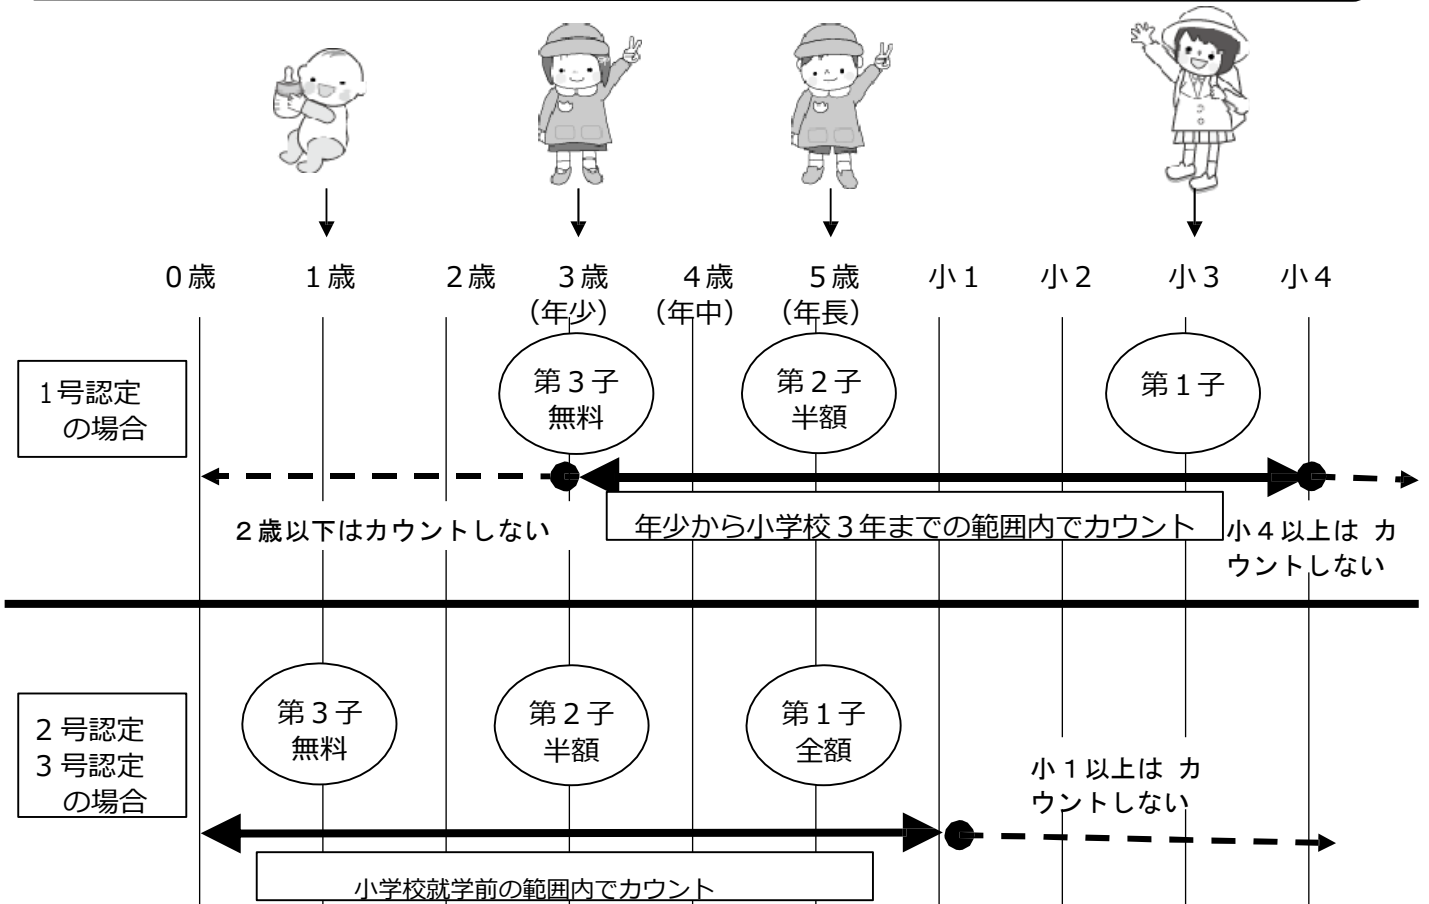 ０歳 １歳 ２歳 ３歳 ４歳 ５歳 小１ 小２ 小３ 小４
（年少） （年中） （年長）
1号認定
の場合
第３子
無料
第２子
半額
第１子
２歳以下はカウントしない
年少から小学校３年までの範囲内でカウント
小４以上は カ
ウントしない
２号認定
３号認定
の場合
第３子
無料
第２子
半額
第１子
全額
小１以上は カ
ウントしない
小学校就学前の範囲内でカウント